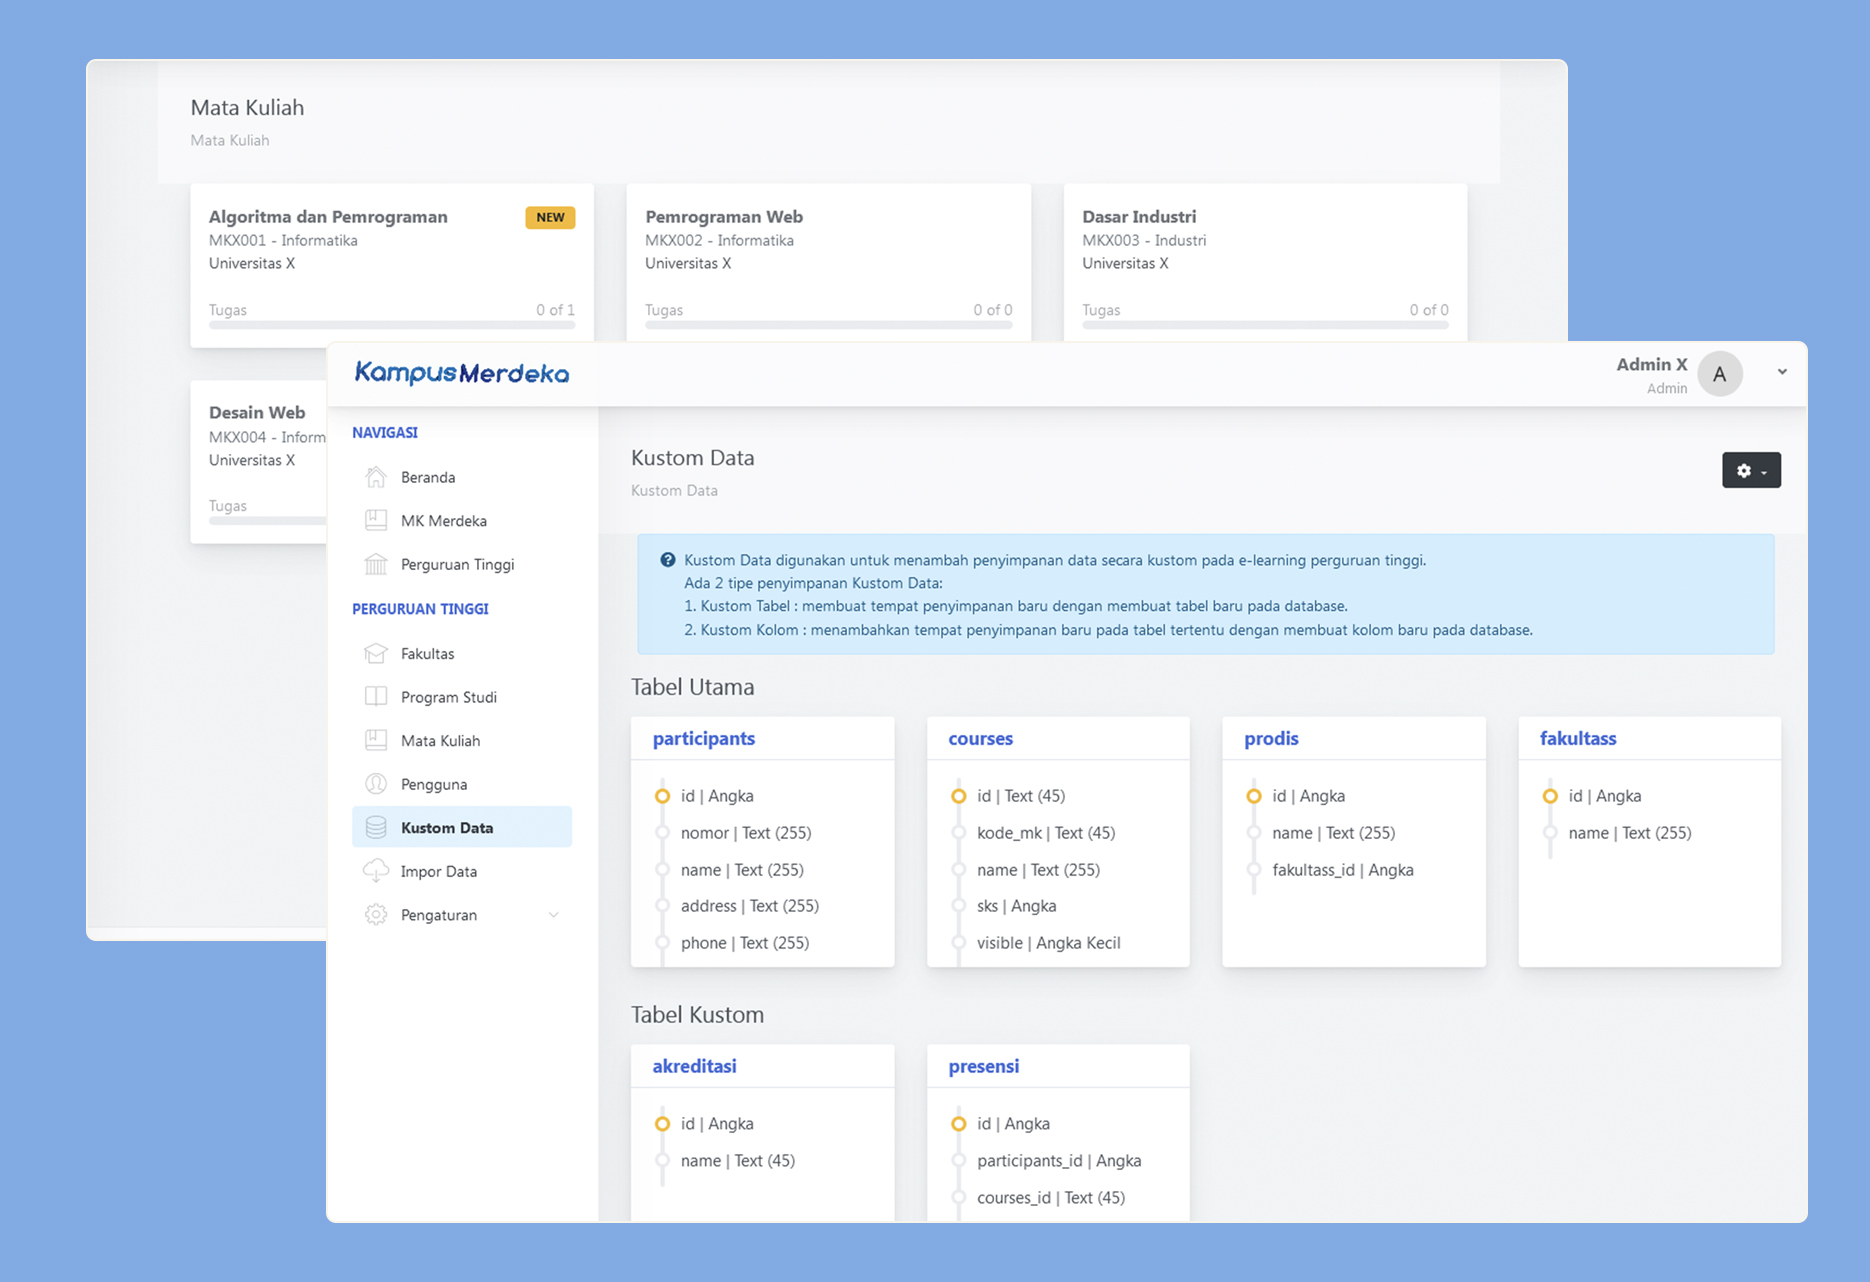 Mata Kuliah
Mata Kuliah
Algoritma dan Pemrograman
NEW
MKX001 - Informatika
Universitas X
Tugas
0 of 1
Pemrograman Web
MKX002 - Informatika
Universitas X
Tugas
0 of 0
Dasar Industri
MKX003 - Industri
Universitas X
Tugas
0 of 0
Desain Web
MKX004 - Inform
Universitas X
Tugas
KampusMerdeka
Admin X
Admin
A
NAVIGASI
Beranda
MK Merdeka
Perguruan Tinggi
PERGURUAN TINGGI
Fakultas
Program Studi
Mata Kuliah
Pengguna
Kustom Data
Impor Data
Pengaturan
Kustom Data
Kustom Data
Kustom Data digunakan untuk menambah penyimpanan data secara kustom pada e-learning perguruan tinggi.
Ada 2 tipe penyimpanan Kustom Data:
1. Kustom Tabel : membuat tempat penyimpanan baru dengan membuat tabel baru pada database.
2. Kustom Kolom : menambahkan tempat penyimpanan baru pada tabel tertentu dengan membuat kolom baru pada database.
Tabel Utama
participants
id | Angka
nomor | Text (255)
name | Text (255)
address | Text (255)
phone | Text (255)
courses
id | Text (45)
kode_mk | Text (45)
name | Text (255)
sks | Angka
visible | Angka Kecil
prodis
id | Angka
name | Text (255)
fakultass_id | Angka
fakultass
id | Angka
name | Text (255)
Tabel Kustom
akreditasi
id | Angka
name | Text (45)
presensi
id | Angka
participants_id | Angka
courses_id | Text (45)